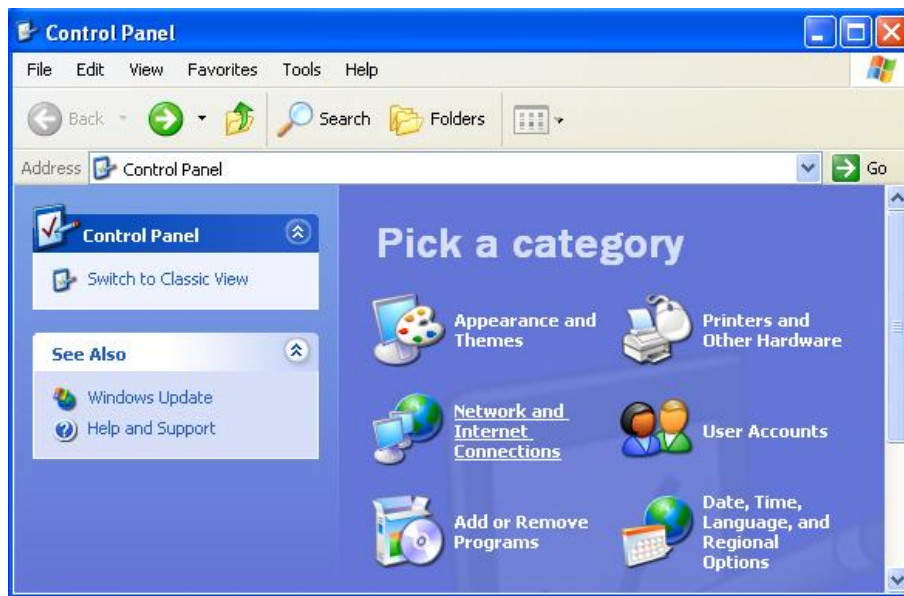 Control Panel
File Edit View Favorites Tools Help
Back Search Folders
Address Control Panel Go
Control Panel
Switch to Classic View
See Also
Windows Update
Help and Support
Pick a category
Appearance and
Themes
Printers and
Other Hardware
Network and
Internet
Connections
User Accounts
Add or Remove
Programs
Date, Time,
Language, and
Regional
Options